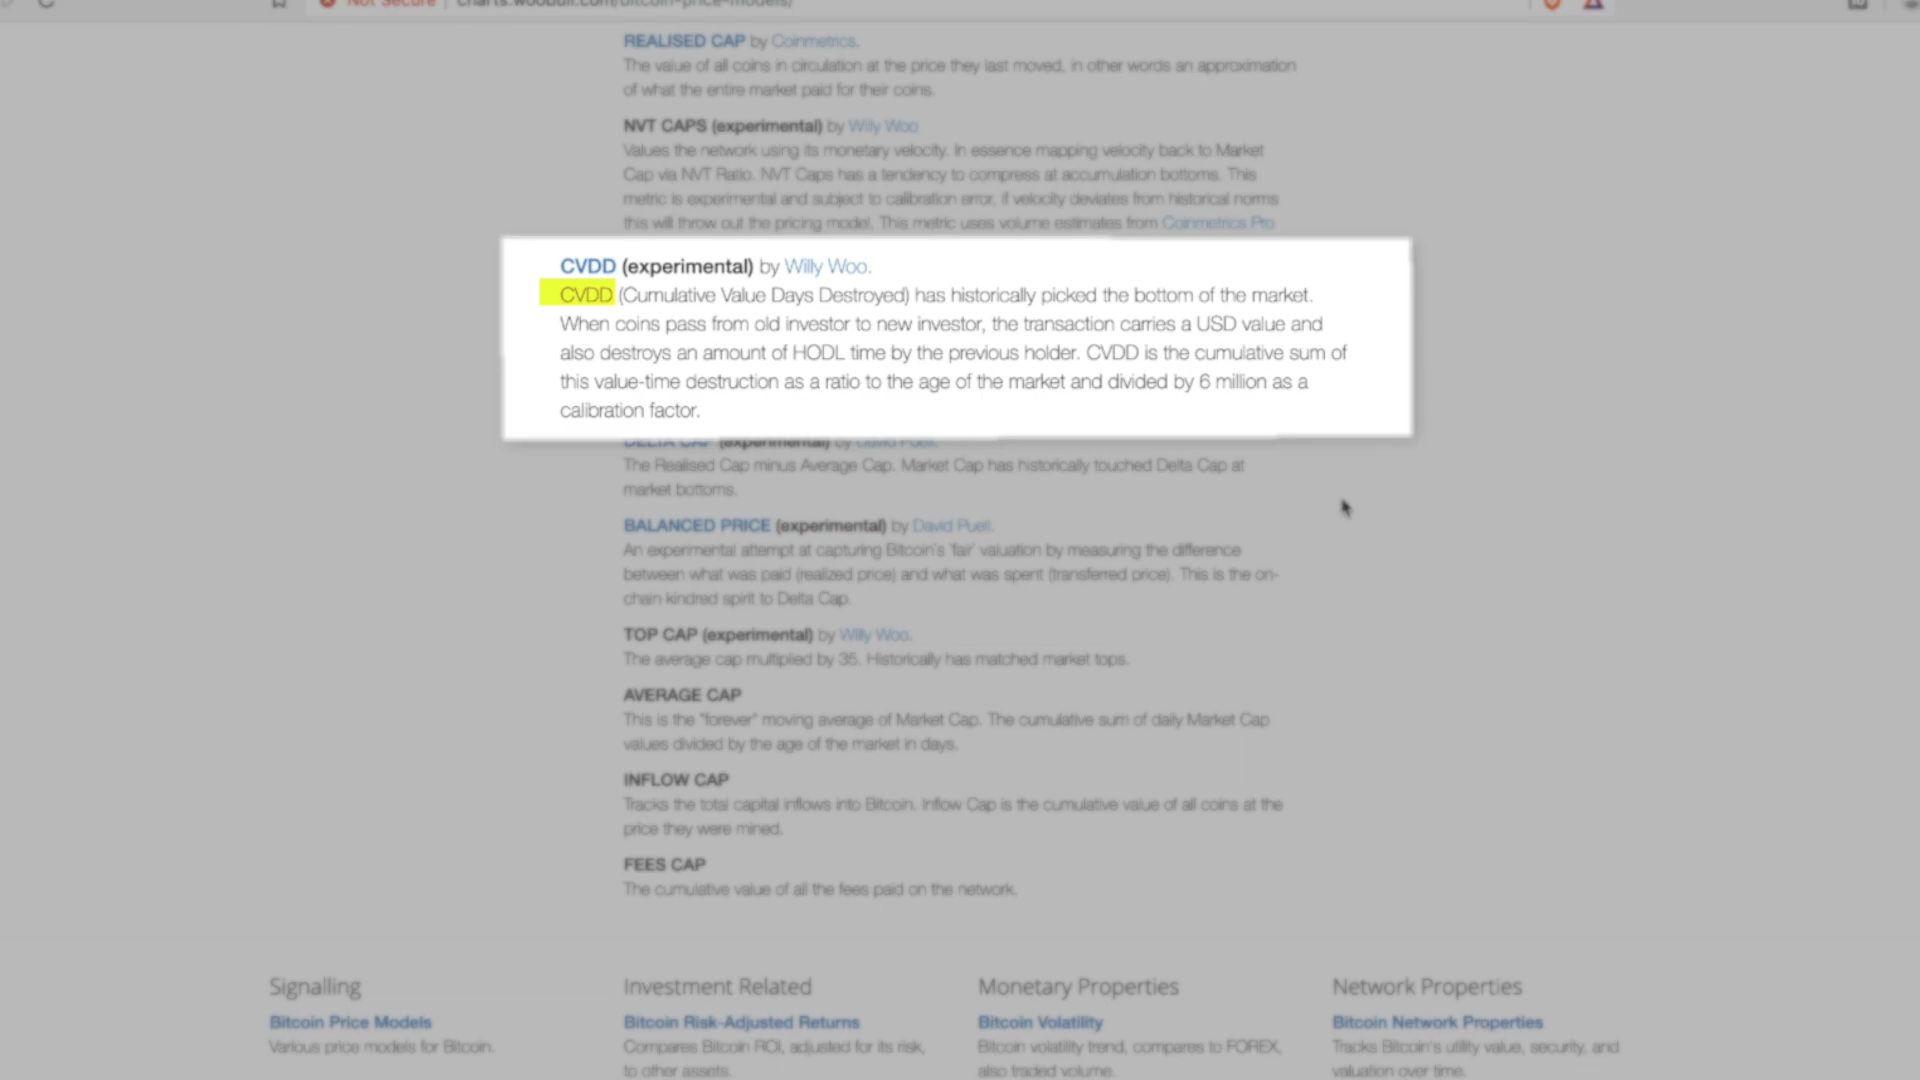 Not Secure | charts.woobull.com/bitcoin-price-models/
REALISED CAP by Coinmetrics.
The value of all coins in circulation at the price they last moved, in other words an approximation
of what the entire market paid for their coins.
NVT CAPS (experimental) by Willy Woo
Values the network using its monetary velocity. In essence mapping velocity back to Market
Cap via NVT Ratio. NVT Caps has a tendency to compress at accumulation bottoms. This
metric is experimental and subject to calibration error, if velocity deviates from historical norms
this will throw out the pricing model. This metric uses volume estimates from Coinmetrics Pro
CVDD (experimental) by Willy Woo.
CVDD (Cumulative Value Days Destroyed) has historically picked the bottom of the market.
When coins pass from old investor to new investor, the transaction carries a USD value and
also destroys an amount of HODL time by the previous holder. CVDD is the cumulative sum of
this value-time destruction as a ratio to the age of the market and divided by 6 million as a
calibration factor.
DELTA CAP (experimental) by David Puell.
The Realised Cap minus Average Cap. Market Cap has historically touched Delta Cap at
market bottoms.
BALANCED PRICE (experimental) by David Puell.
An experimental attempt at capturing Bitcoin's 'fair' valuation by measuring the difference
between what was paid (realized price) and what was spent (transferred price). This is the on-
chain kindred spirit to Delta Cap.
TOP CAP (experimental) by Willy Woo.
The average cap multiplied by 35. Historically has matched market tops.
AVERAGE CAP
This is the "forever" moving average of Market Cap. The cumulative sum of daily Market Cap
values divided by the age of the market in days.
INFLOW CAP
Tracks the total capital inflows into Bitcoin. Inflow Cap is the cumulative value of all coins at the
price they were mined.
FEES CAP
The cumulative value of all the fees paid on the network.
Signalling
Bitcoin Price Models
Various price models for Bitcoin.
Investment Related
Bitcoin Risk-Adjusted Returns
Compares Bitcoin ROI, adjusted for its risk,
to other assets.
Monetary Properties
Bitcoin Volatility
Bitcoin volatility trend, compares to FOREX,
also traded volume.
Network Properties
Bitcoin Network Properties
Tracks Bitcoin's utility value, security, and
valuation over time.